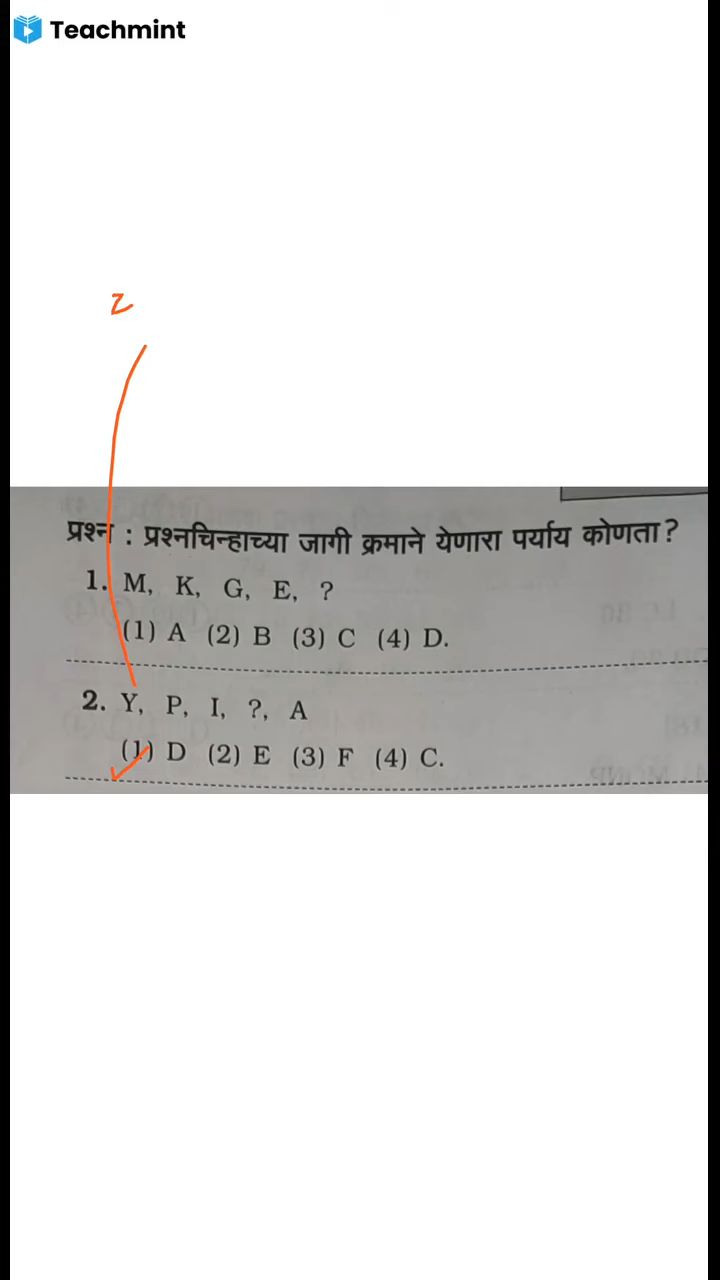 Teachmint
2
प्रश्न : प्रश्नचिन्हाच्या जागी क्रमाने येणारा पर्याय कोणता?
1. M, K, G, E, ?
(1) A (2) B (3) C (4) D.
2. Y, P, I, ?, A
(1) D (2) E (3) F (4) C.